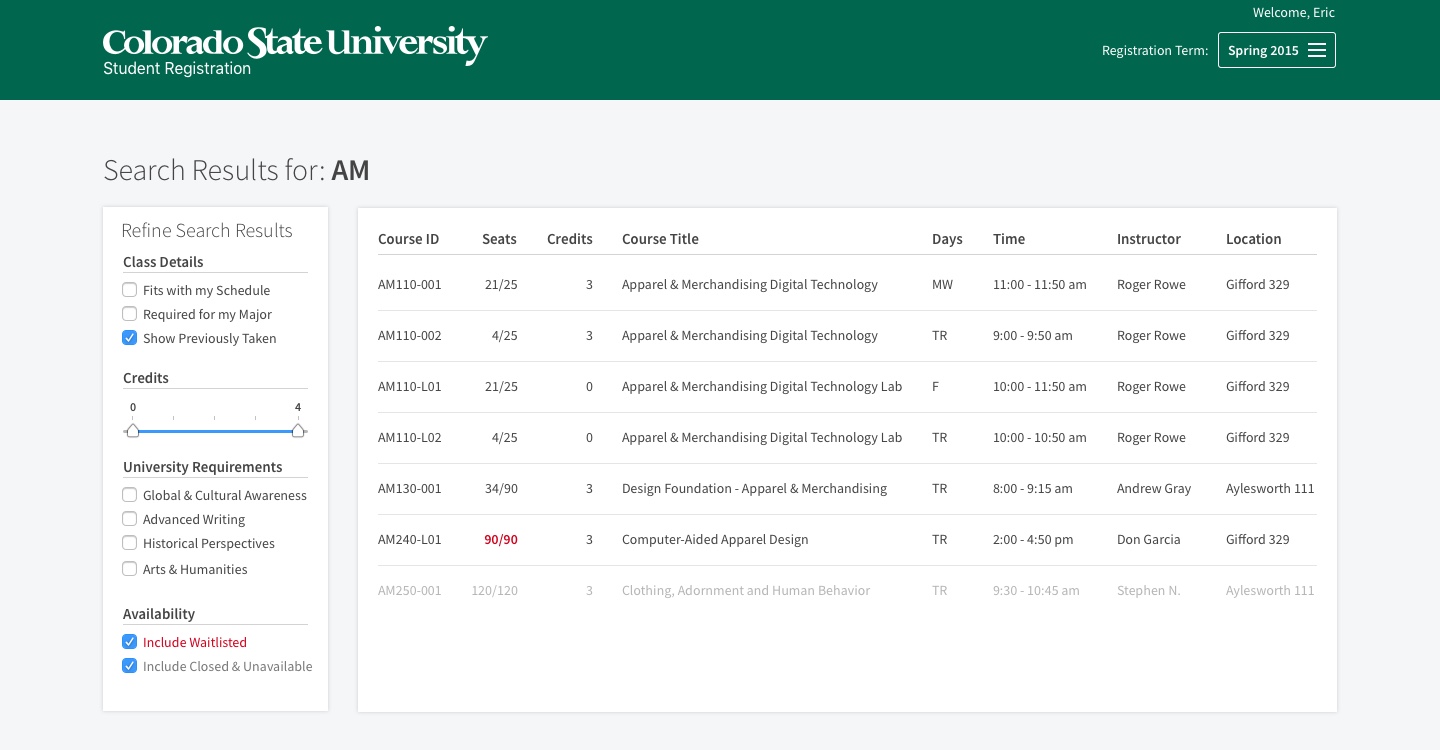 Welcome, Eric
Colorado State University
Student Registration
Registration Term: Spring 2015
Search Results for: AM
Refine Search Results
Class Details
Fits with my Schedule
Required for my Major
Show Previously Taken
Credits
0 4
University Requirements
Global & Cultural Awareness
Advanced Writing
Historical Perspectives
Arts & Humanities
Availability
Include Waitlisted
Include Closed & Unavailable
Course ID Seats Credits Course Title Days Time Instructor Location
AM110-001 21/25 3 Apparel & Merchandising Digital Technology MW 11:00 - 11:50 am Roger Rowe Gifford 329
AM110-002 4/25 3 Apparel & Merchandising Digital Technology TR 9:00 - 9:50 am Roger Rowe Gifford 329
AM110-L01 21/25 0 Apparel & Merchandising Digital Technology Lab F 10:00 - 11:50 am Roger Rowe Gifford 329
AM110-L02 4/25 0 Apparel & Merchandising Digital Technology Lab TR 10:00 - 10:50 am Roger Rowe Gifford 329
AM130-001 34/90 3 Design Foundation - Apparel & Merchandising TR 8:00 - 9:15 am Andrew Gray Aylesworth 111
AM240-L01 90/90 3 Computer-Aided Apparel Design TR 2:00 - 4:50 pm Don Garcia Gifford 329
AM250-001 120/120 3 Clothing, Adornment and Human Behavior TR 9:30 - 10:45 am Stephen N. Aylesworth 111